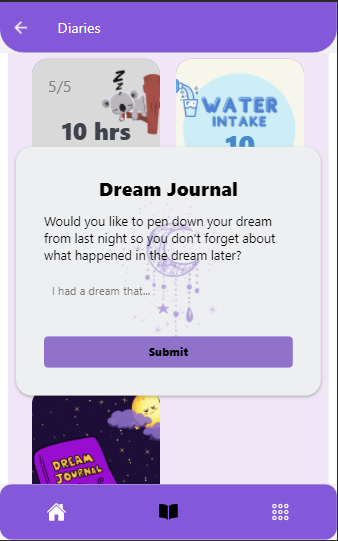 Diaries
5/5
z
z
z
10 hrs
WATER
INTAKE
10
Dream Journal
Would you like to pen down your dream
from last night so you don't forget about
what happened in the dream later?
I had a dream that...
Submit
DREAM
JOURNAL